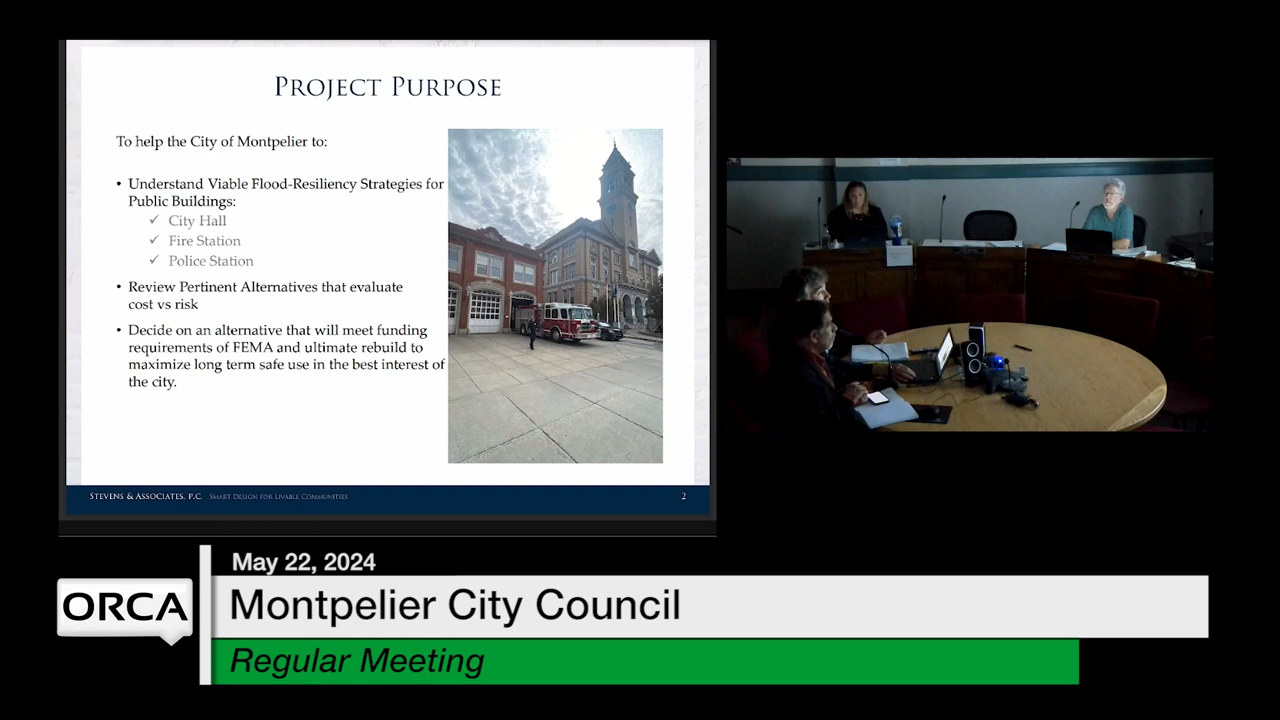 PROJECT PURPOSE
To help the City of Montpelier to:
• Understand Viable Flood-Resiliency Strategies for
Public Buildings:
✓ City Hall
✓ Fire Station
✓ Police Station
• Review Pertinent Alternatives that evaluate
cost vs risk
• Decide on an alternative that will meet funding
requirements of FEMA and ultimate rebuild to
maximize long term safe use in the best interest of
the city.
STEVENS & ASSOCIATES, P.C. SMART DESIGN FOR LIVABLE COMMUNITIES 2
May 22, 2024
ORCA
Montpelier City Council
Regular Meeting